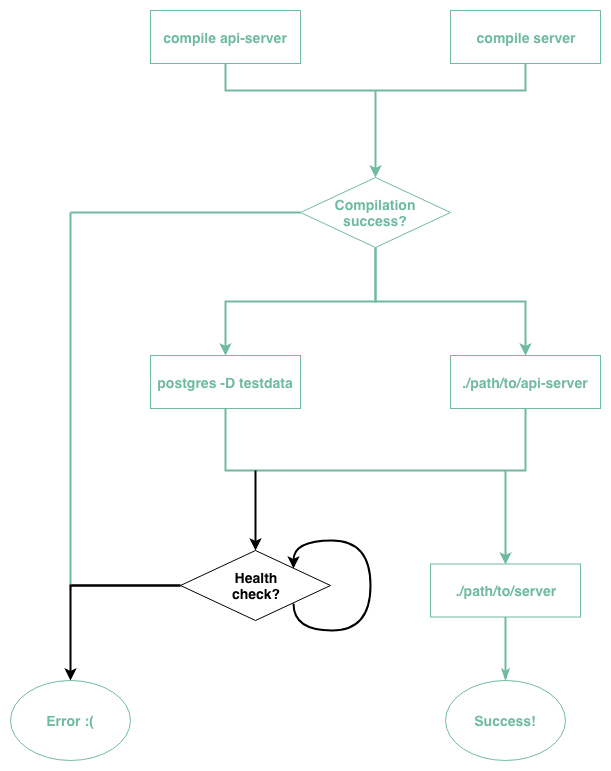 compile api-server
compile server
Compilation
success?
postgres -D testdata
./path/to/api-server
Health
check?
./path/to/server
Error :(
Success!